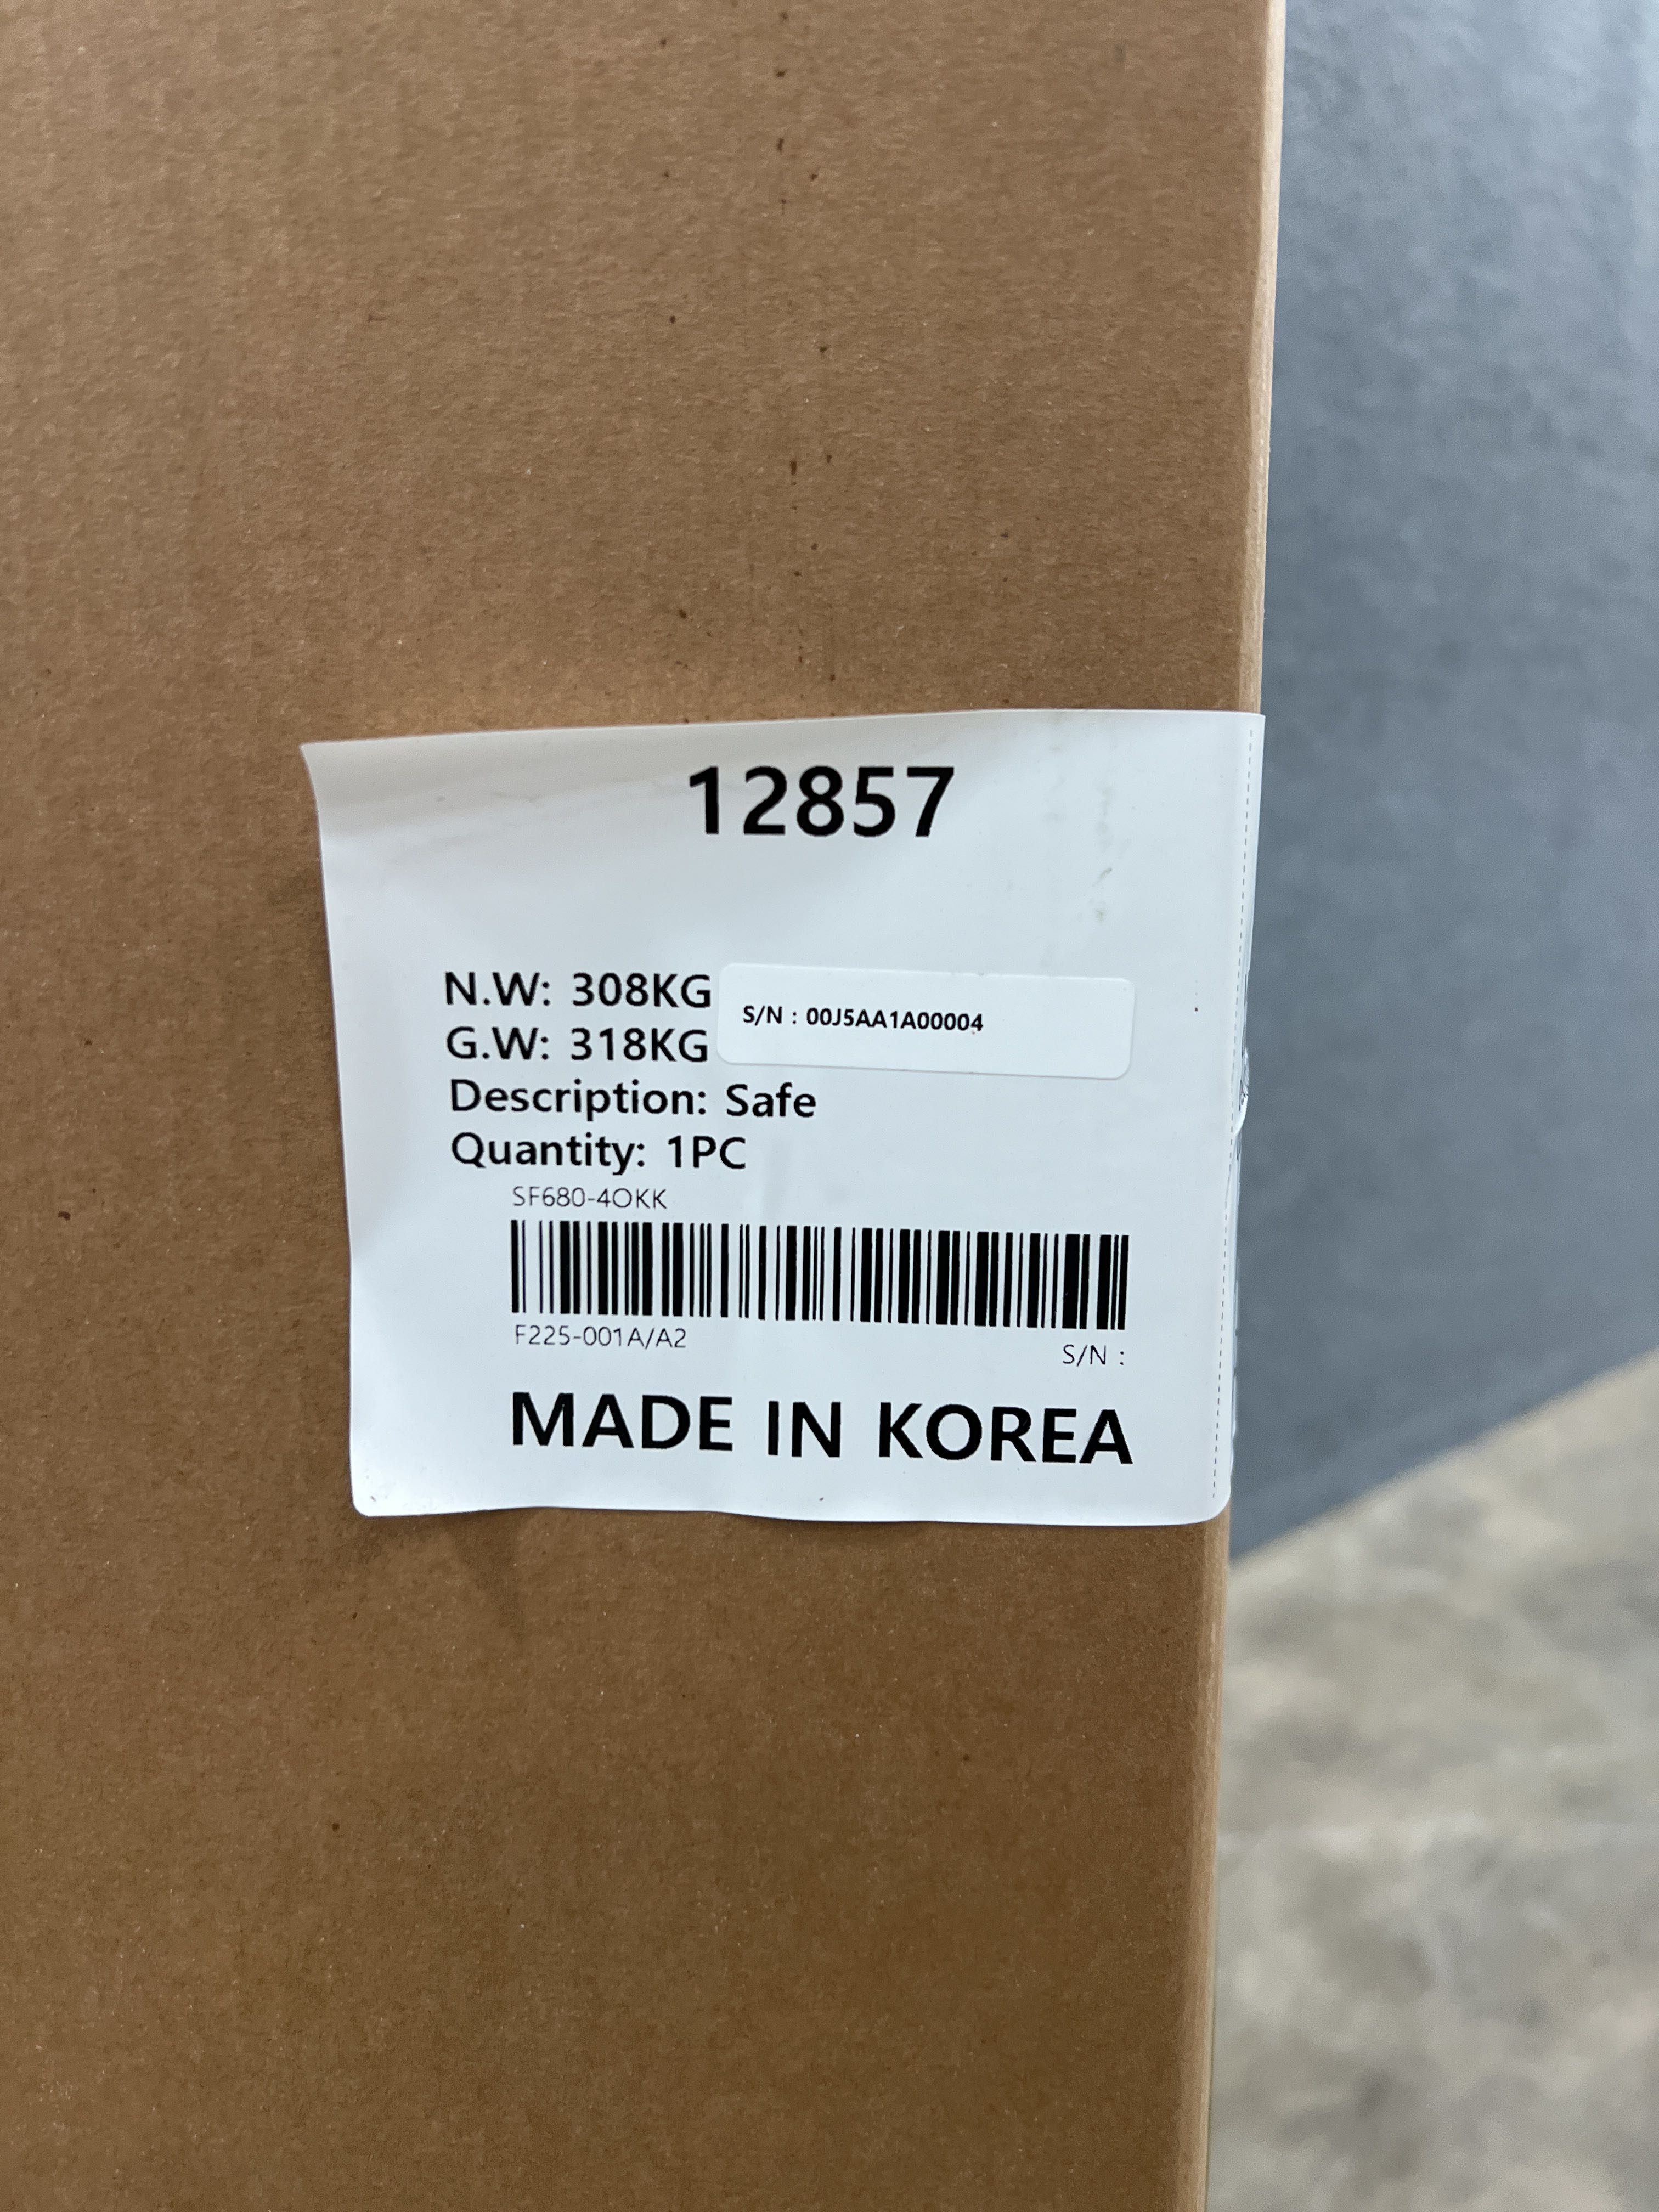 12857
N.W: 308KG
S/N : 00J5AA1A00004
G.W: 318KG
Description: Safe
Quantity: 1PC
SF680-4OKK
F225-001A/A2
S/N :
MADE IN KOREA